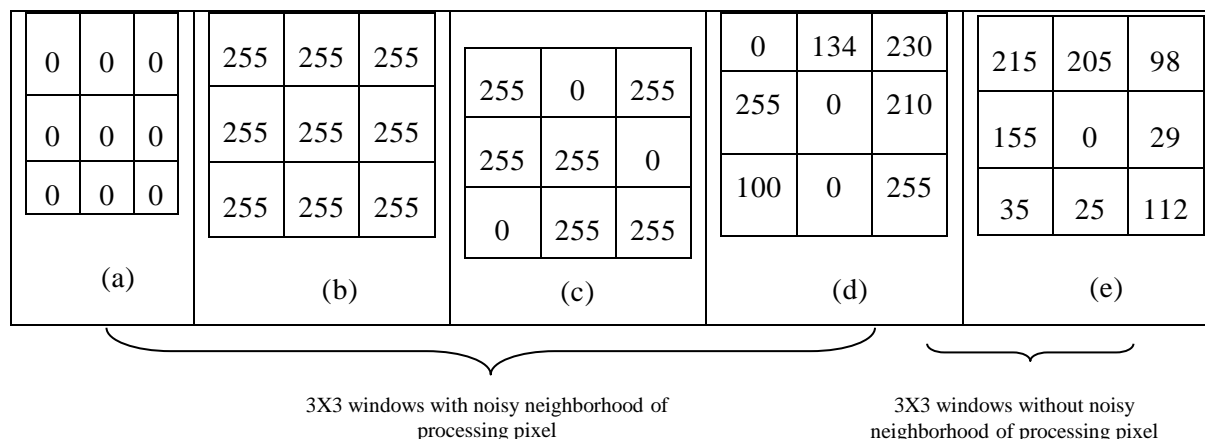 0 0 0
0 0 0
0 0 0
(a)
255 255 255
255 255 255
255 255 255
(b)
255 0 255
255 255 0
0 255 255
(c)
0 134 230
255 0 210
100 0 255
(d)
215 205 98
155 0 29
35 25 112
(e)
3X3 windows with noisy neighborhood of
processing pixel
3X3 windows without noisy
neighborhood of processing pixel